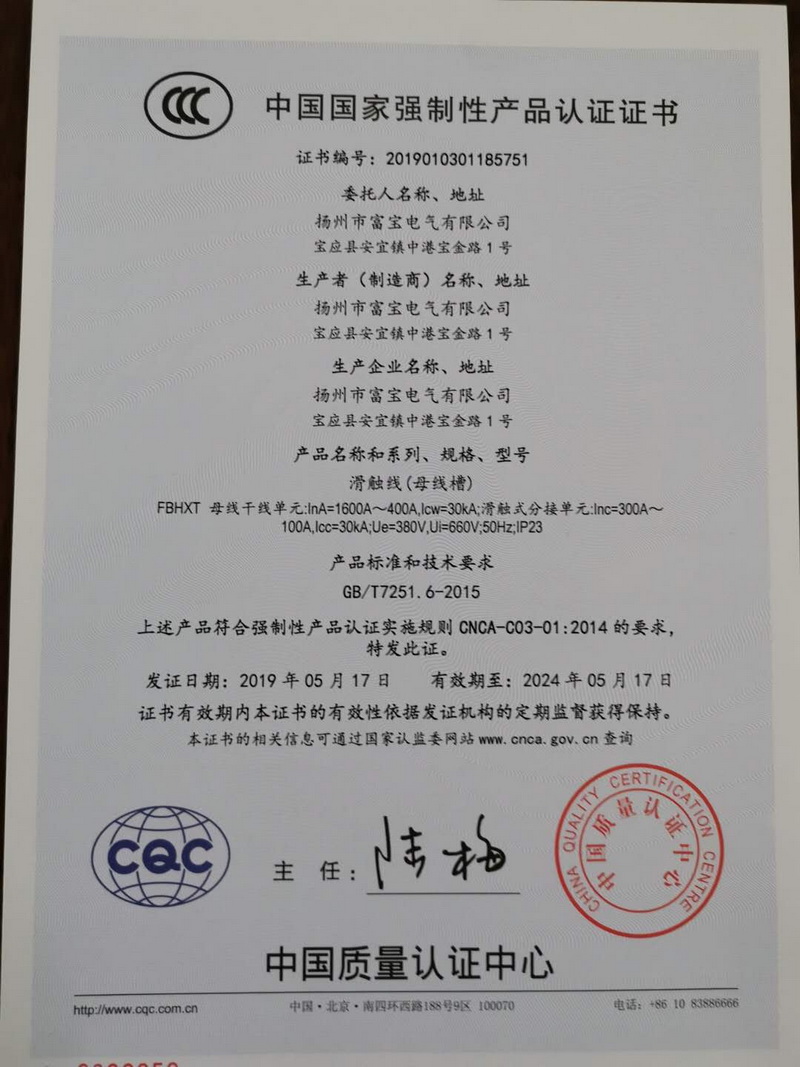 CCC
中国国家强制性产品认证证书
证书编号：2019010301185751
委托人名称、地址
扬州市富宝电气有限公司
宝应县安宜镇中港宝金路1号
生产者（制造商）名称、地址
扬州市富宝电气有限公司
宝应县安宜镇中港宝金路1号
生产企业名称、地址
扬州市富宝电气有限公司
宝应县安宜镇中港宝金路1号
产品名称和系列、规格、型号
滑触线(母线槽)
FBHXT 母线干线单元:InA=1600A～400A,Icw=30kA;滑触式分接单元:Inc=300A～
100A,Icc=30kA;Ue=380V,Ui=660V;50Hz;IP23
产品标准和技术要求
GB/T7251.6-2015
上述产品符合强制性产品认证实施规则 CNCA-C03-01:2014 的要求，
特发此证。
发证日期：2019 年 05 月 17 日 有效期至：2024 年 05 月 17 日
证书有效期内本证书的有效性依据发证机构的定期监督获得保持。
本证书的相关信息可通过国家认监委网站 www.cnca.gov.cn 查询
CQC
主 任：
陆梅
CHINA QUALITY CERTIFICATION CENTRE
中国质量认证中心
中国质量认证中心
http://www.cqc.com.cn
中国·北京·南四环西路188号9区 100070
电话：+86 10 83886666